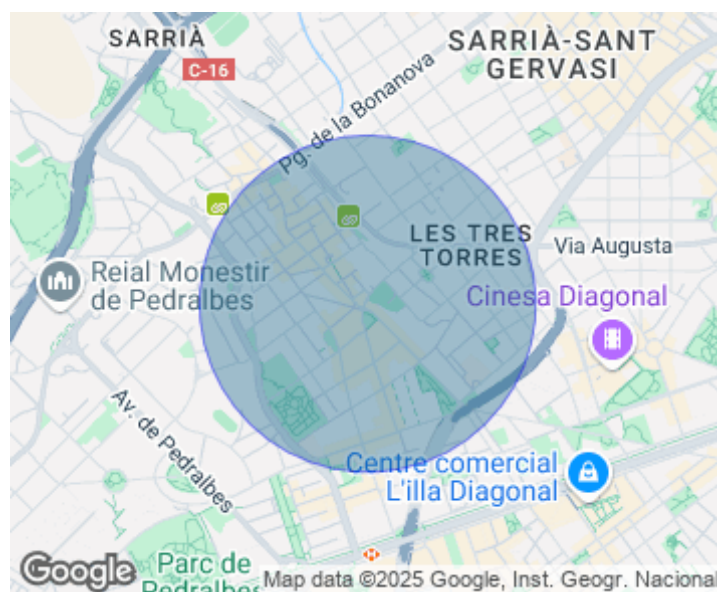 SARRIÀ
C-16
SARRIÀ-SANT
GERVASI
Pg. de la Bonanova
LES TRES
TORRES
Via Augusta
Reial Monestir
de Pedralbes
Cinesa Diagonal
Av. de Pedralbes
Centre comercial
L'illa Diagonal
Parc de
Pedralbes
Google
Map data ©2025 Google, Inst. Geogr. Nacional